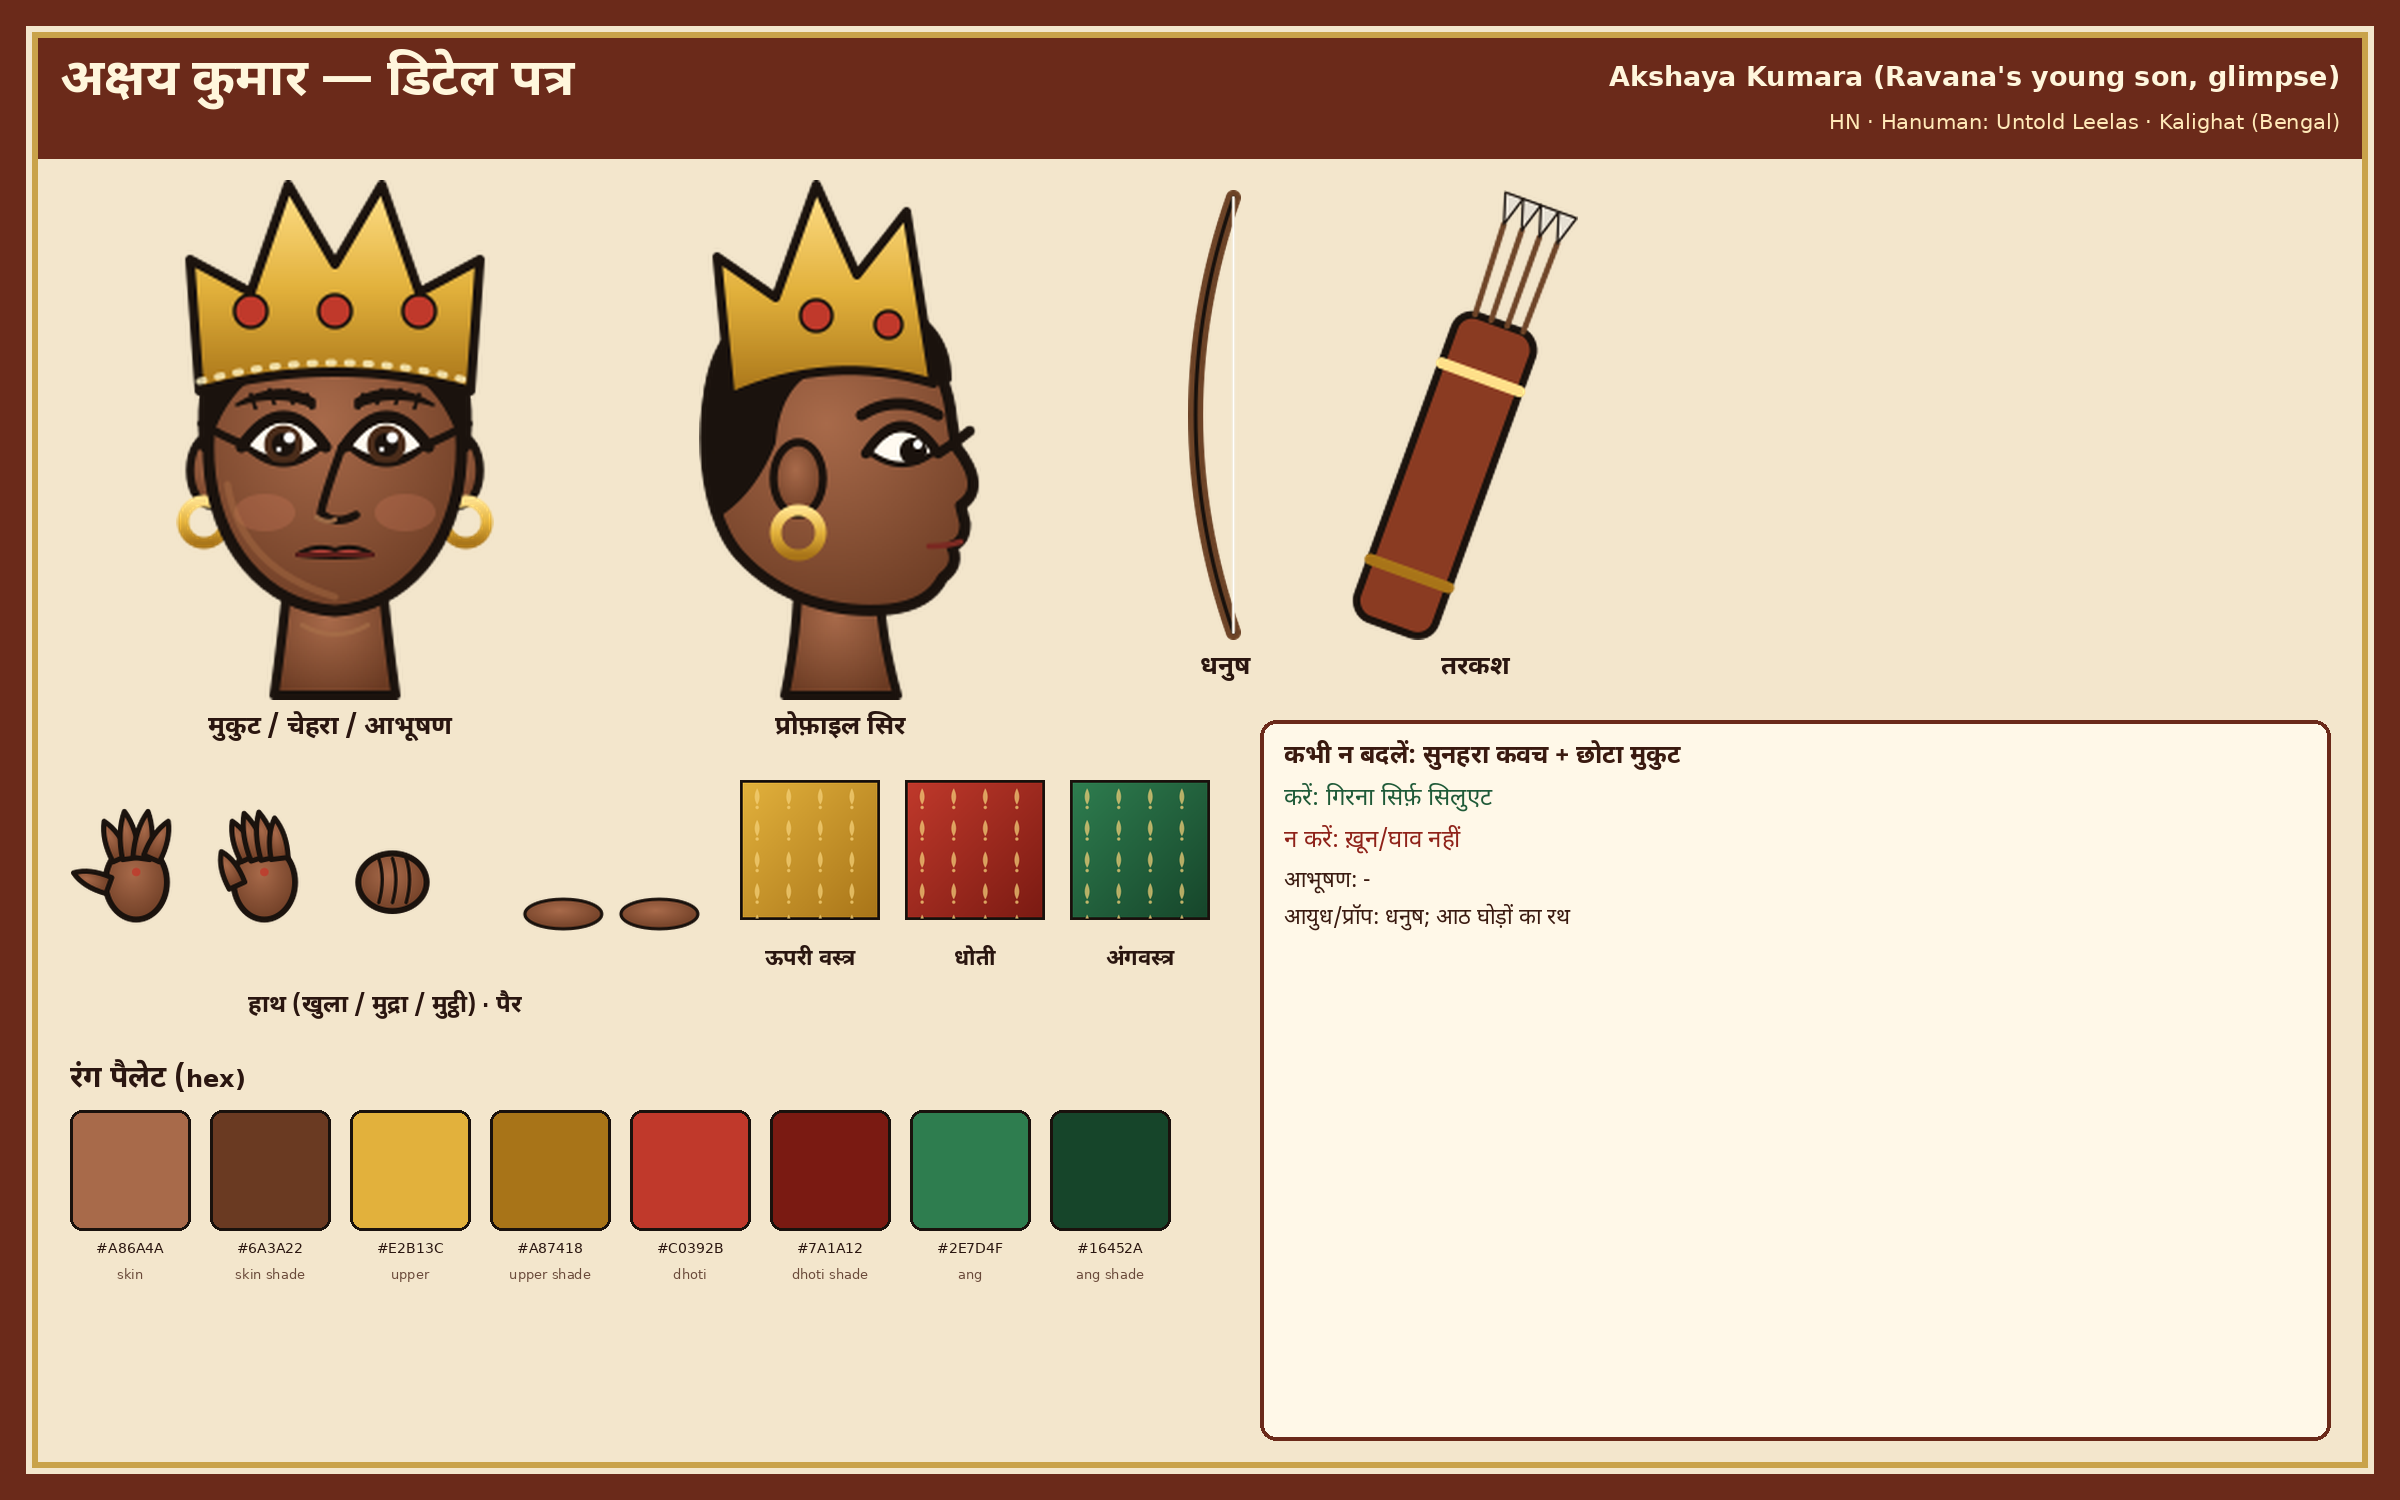 अक्षय कुमार — डिटेल पत्र
Akshaya Kumara (Ravana's young son, glimpse)
HN · Hanuman: Untold Leelas · Kalighat (Bengal)
धनुष
तरकश
मुकुट / चेहरा / आभूषण
प्रोफ़ाइल सिर
कभी न बदलें: सुनहरा कवच + छोटा मुकुट
करें: गिरना सिर्फ़ सिलुएट
न करें: ख़ून/घाव नहीं
आभूषण: -
आयुध/प्रॉप: धनुष; आठ घोड़ों का रथ
ऊपरी वस्त्र
धोती
अंगवस्त्र
हाथ (खुला / मुद्रा / मुट्ठी) · पैर
रंग पैलेट (hex)
#A86A4A
#6A3A22
#E2B13C
#A87418
#C0392B
#7A1A12
#2E7D4F
#16452A
skin
skin shade
upper
upper shade
dhoti
dhoti shade
ang
ang shade